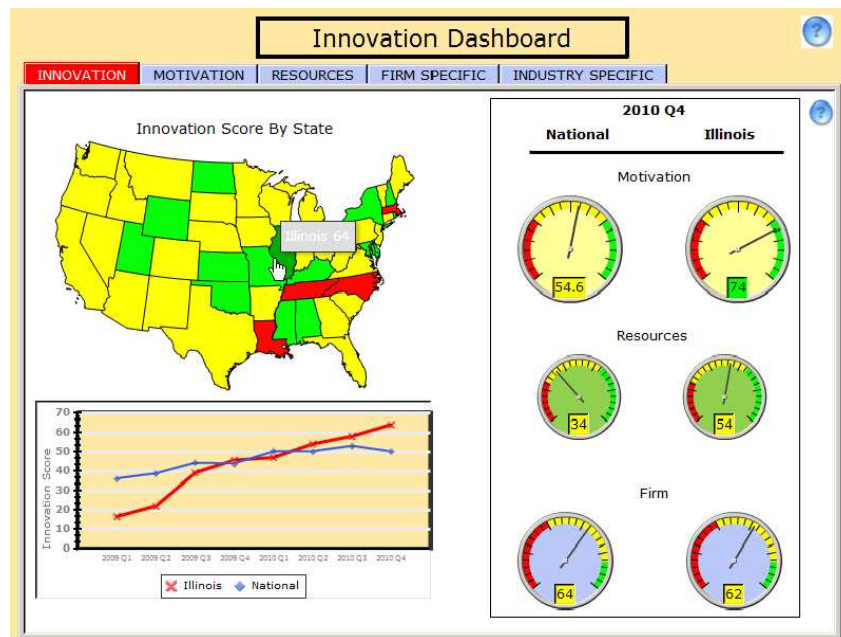 Innovation Dashboard
?
INNOVATION MOTIVATION RESOURCES FIRM SPECIFIC INDUSTRY SPECIFIC
?
Innovation Score By State
Illinois 64
70
60
50
40
30
20
10
0
Innovation Score
2009 Q1 2009 Q2 2009 Q3 2009 Q4 2010 Q1 2010 Q2 2010 Q3 2010 Q4
Illinois National
2010 Q4
National Illinois
Motivation
54.6 74
Resources
34 54
Firm
64 62